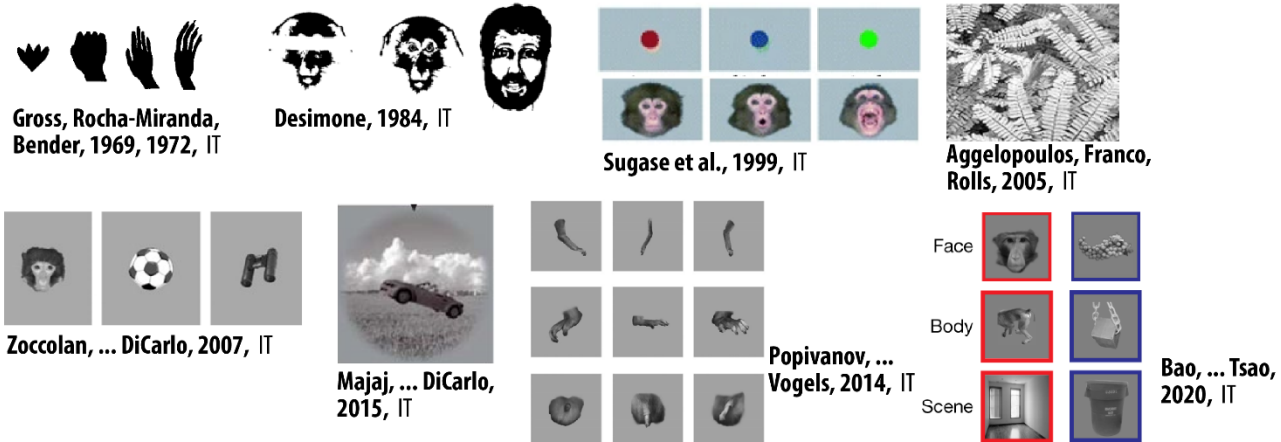 Gross, Rocha-Miranda,
Bender, 1969, 1972, IT
Desimone, 1984, IT
Sugase et al., 1999, IT
Aggelopoulos, Franco,
Rolls, 2005, IT
Zoccolan, ... DiCarlo, 2007, IT
Majaj, ... DiCarlo,
2015, IT
Popivanov, ...
Vogels, 2014, IT
Face
Body
Scene
Bao, ... Tsao,
2020, IT